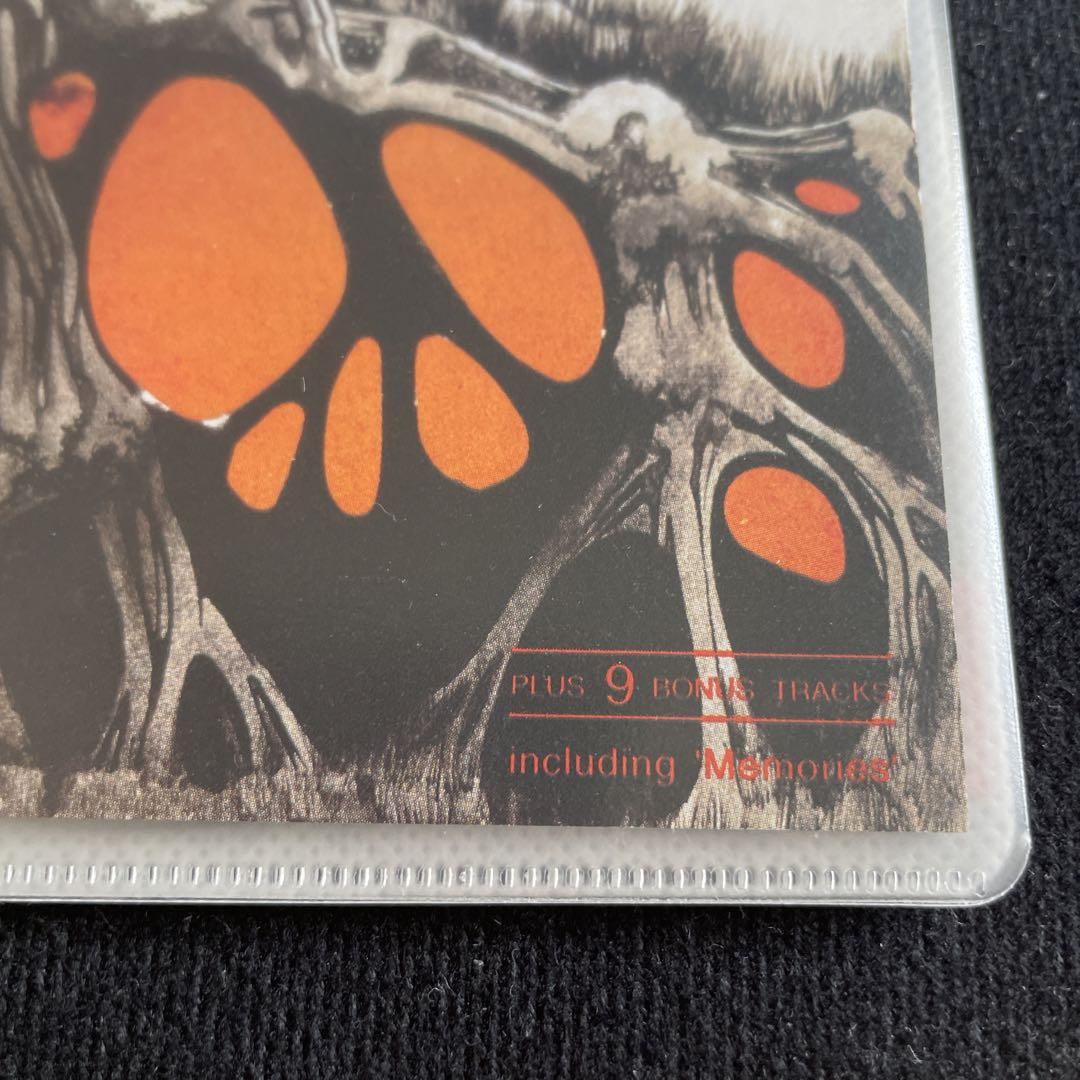 PLUS 9 BONUS TRACKS
including 'Memories'